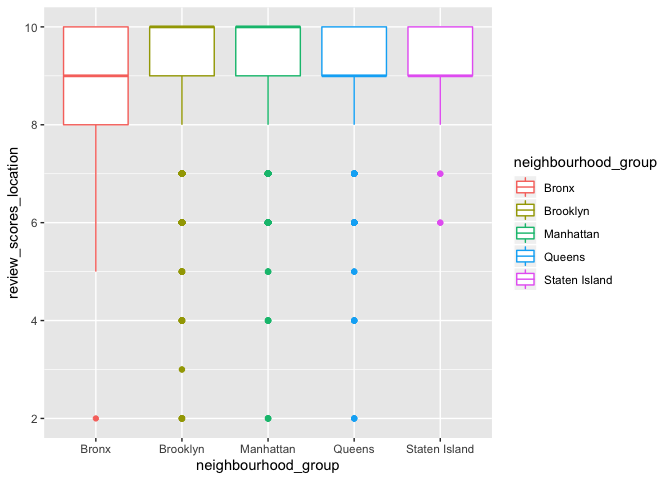 10
8
6
4
2
review_scores_location
Bronx Brooklyn Manhattan Queens Staten Island
neighbourhood_group
neighbourhood_group
Bronx
Brooklyn
Manhattan
Queens
Staten Island